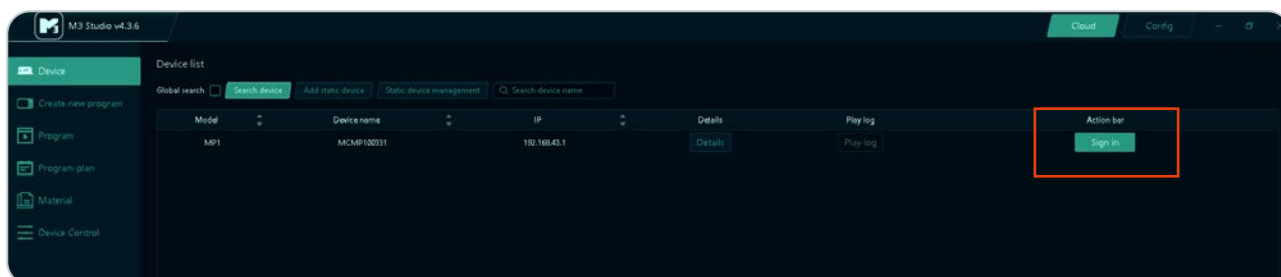 M3 Studio v4.3.6 Cloud Config
Device
Create new program
Program
Program plan
Material
Device Control
Device list
Global search Search device Add static device Static device management Search device name
Model Device name IP Details Play log Action bar
MP1 MCMP100331 192.168.43.1 Details Play log Sign in